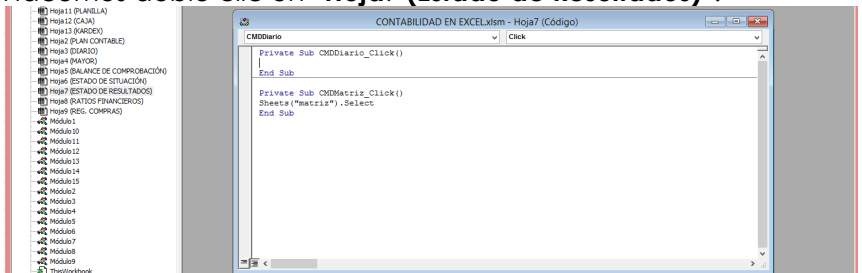 doble clic en "Hoja7 (Estado de Resultados)".
Hoja11 (PLANILLA)
Hoja12 (CAJA)
Hoja13 (KARDEX)
Hoja2 (PLAN CONTABLE)
Hoja3 (DIARIO)
Hoja4 (MAYOR)
Hoja5 (BALANCE DE COMPROBACIÓN)
Hoja6 (ESTADO DE SITUACIÓN)
Hoja7 (ESTADO DE RESULTADOS)
Hoja8 (RATIOS FINANCIEROS)
Hoja9 (REG. COMPRAS)
Módulo1
Módulo10
Módulo11
Módulo12
Módulo13
Módulo14
Módulo15
Módulo2
Módulo3
Módulo4
Módulo5
Módulo6
Módulo7
Módulo8
Módulo9
ThisWorkbook
CONTABILIDAD EN EXCEL.xlsm - Hoja7 (Código)
CMDDiario
Click
Private Sub CMDDiario_Click()
End Sub
Private Sub CMDMatriz_Click()
Sheets("matriz").Select
End Sub